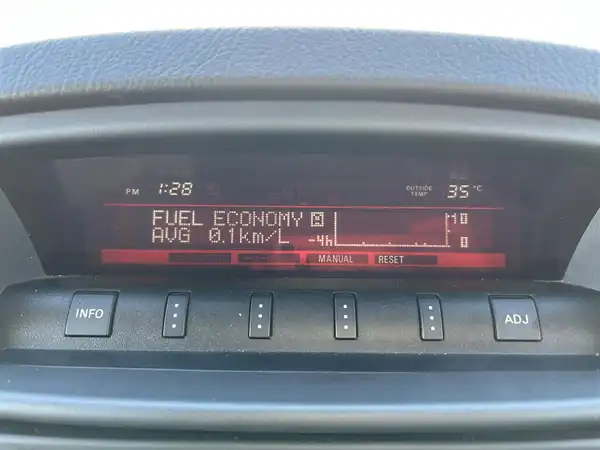 PM 1:28 OUTSIDE TEMP 35 °C
FUEL ECONOMY M 10
AVG 0.1km/L -4h 0
MANUAL RESET
INFO ADJ